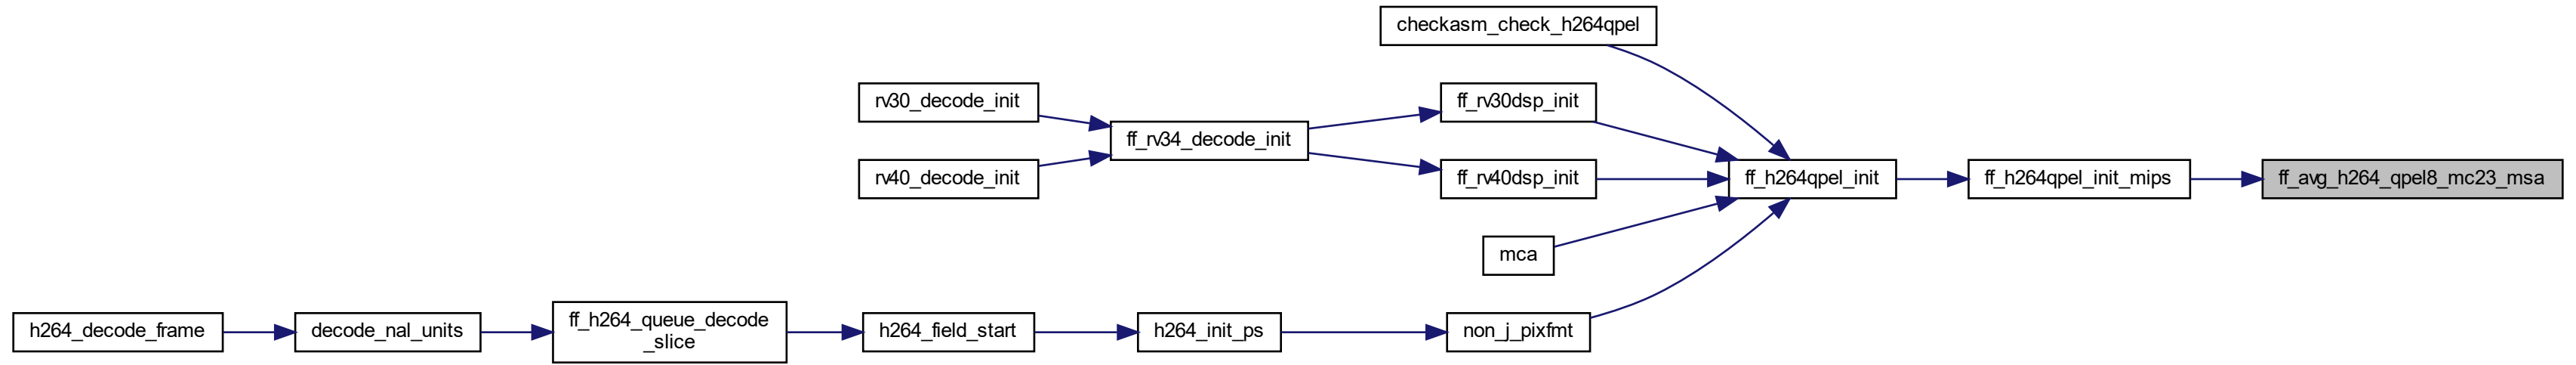 checkasm_check_h264qpel
rv30_decode_init
ff_rv30dsp_init
ff_rv34_decode_init
rv40_decode_init
ff_rv40dsp_init
ff_h264qpel_init
ff_h264qpel_init_mips
ff_avg_h264_qpel8_mc23_msa
mca
h264_decode_frame
decode_nal_units
ff_h264_queue_decode
_slice
h264_field_start
h264_init_ps
non_j_pixfmt